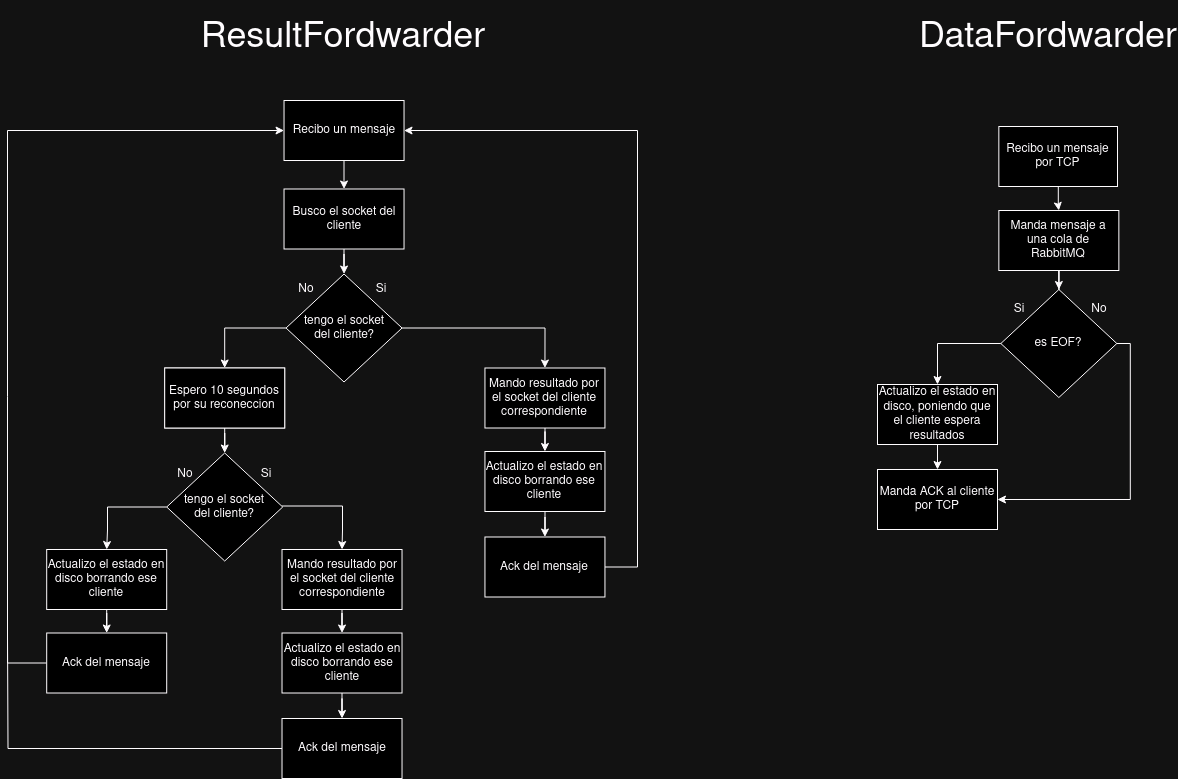 ResultFordwarder
Recibo un mensaje
Busco el socket del
cliente
No
Si
tengo el socket
del cliente?
Espero 10 segundos
por su reconeccion
No
Si
tengo el socket
del cliente?
Actualizo el estado en
disco borrando ese
cliente
Ack del mensaje
Mando resultado por
el socket del cliente
correspondiente
Actualizo el estado en
disco borrando ese
cliente
Ack del mensaje
Mando resultado por
el socket del cliente
correspondiente
Actualizo el estado en
disco borrando ese
cliente
Ack del mensaje
DataFordwarder
Recibo un mensaje
por TCP
Manda mensaje a
una cola de
RabbitMQ
Si
No
es EOF?
Actualizo el estado en
disco, poniendo que
el cliente espera
resultados
Manda ACK al cliente
por TCP